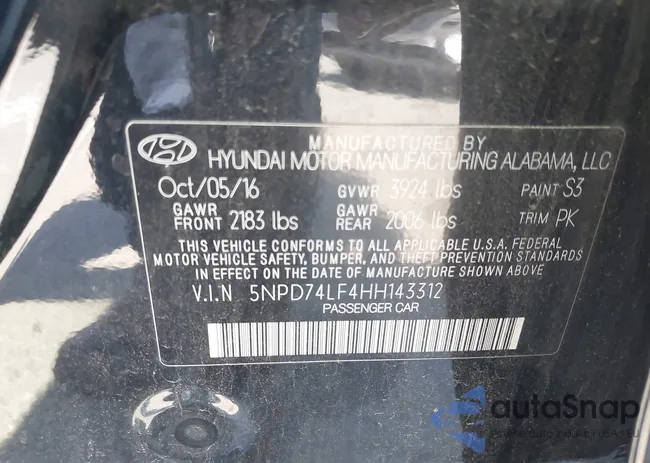 MANUFACTURED BY
HYUNDAI MOTOR MANUFACTURING ALABAMA, LLC
Oct/05/16 GVWR 3924 lbs PAINT S3
GAWR FRONT 2183 lbs GAWR REAR 2006 lbs TRIM PK
THIS VEHICLE CONFORMS TO ALL APPLICABLE U.S.A. FEDERAL
MOTOR VEHICLE SAFETY, BUMPER, AND THEFT PREVENTION STANDARDS
IN EFFECT ON THE DATE OF MANUFACTURE SHOWN ABOVE
V.I.N 5NPD74LF4HH143312
PASSENGER CAR
autoSnap